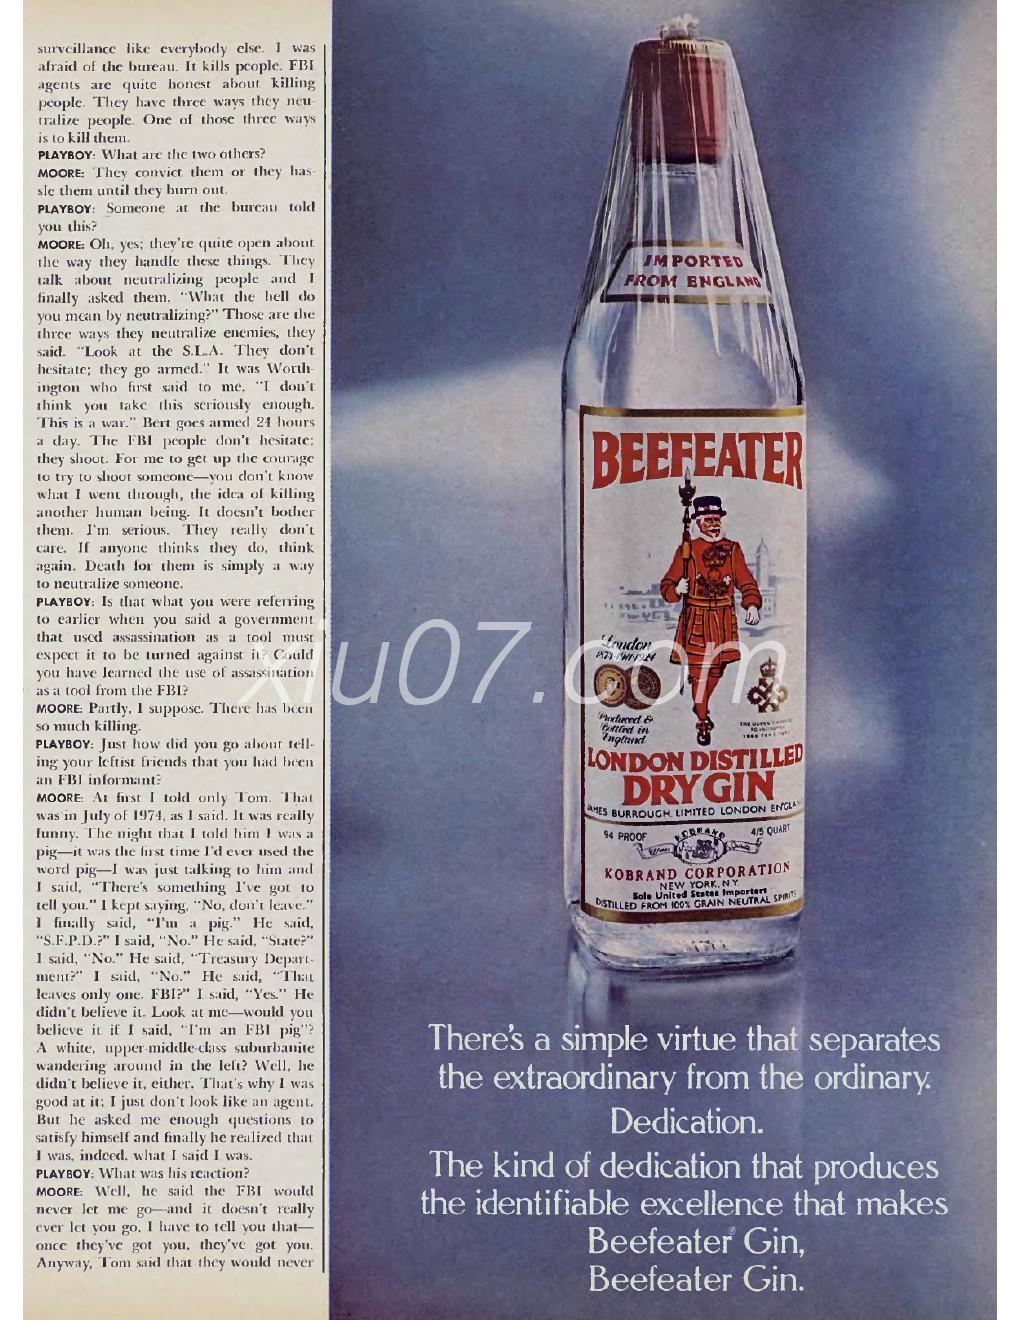 surveillance like everybody else. I was
afraid of the bureau. It kills people. FBI
agents are quite honest about killing
people. They have three ways they neu-
tralize people. One of those three ways
is to kill them.
PLAYBOY: What are the two others?
MOORE: They convict them or they has-
sle them until they burn out.
PLAYBOY: Someone at the bureau told
you this?
MOORE: Oh, yes; they're quite open about
the way they handle these things. They
talk about neutralizing people and I
finally asked them, "What the hell do
you mean by neutralizing?" Those are the
three ways they neutralize enemies, they
said. "Look at the S.L.A. They don't
hesitate; they go armed." It was Worth-
ington who first said to me, "I don't
think you take this seriously enough.
This is a war." Bert goes armed 24 hours
a day. The FBI people don't hesitate;
they shoot. For me to get up the courage
to try to shoot someone—you don't know
what I went through, the idea of killing
another human being. It doesn't bother
them. I'm serious. They really don't
care. If anyone thinks they do, think
again. Death for them is simply a way
to neutralize someone.
PLAYBOY: Is that what you were referring
to earlier when you said a government
that used assassination as a tool must
expect it to be turned against it? Could
you have learned the use of assassination
as a tool from the FBI?
MOORE: Partly, I suppose. There has been
so much killing.
PLAYBOY: Just how did you go about tell-
ing your leftist friends that you had been
an FBI informant?
MOORE: At first I told only Tom. That
was in July of 1974, as I said. It was really
funny. The night that I told him I was a
pig—it was the first time I'd ever used the
word pig—I was just talking to him and
I said, "There's something I've got to
tell you." I kept saying, "No, don't leave."
I finally said, "I'm a pig." He said,
"S.F.P.D.?" I said, "No." He said, "State?"
I said, "No." He said, "Treasury Depart-
ment?" I said, "No." He said, "That
leaves only one. FBI?" I said, "Yes." He
didn't believe it. Look at me—would you
believe it if I said, "I'm an FBI pig"?
A white, upper-middle-class suburbanite
wandering around in the left? Well, he
didn't believe it, either. That's why I was
good at it; I just don't look like an agent.
But he asked me enough questions to
satisfy himself and finally he realized that
I was, indeed, what I said I was.
PLAYBOY: What was his reaction?
MOORE: Well, he said the FBI would
never let me go—and it doesn't really
ever let you go. I have to tell you that—
once they've got you, they've got you.
Anyway, Tom said that they would never
IMPORTED
FROM ENGLAND
BEEFEATER
London
1873 1911 1924
Produced &
Bottled in
England
LONDON DISTILLED
DRY GIN
JAMES BURROUGH LIMITED LONDON ENGLAND
94 PROOF KOBRAND 4/5 QUART
KOBRAND CORPORATION
NEW YORK, N.Y.
Sole United States Importers
DISTILLED FROM 100% GRAIN NEUTRAL SPIRITS
There's a simple virtue that separates
the extraordinary from the ordinary.
Dedication.
The kind of dedication that produces
the identifiable excellence that makes
Beefeater® Gin,
Beefeater Gin.
xiu07.com